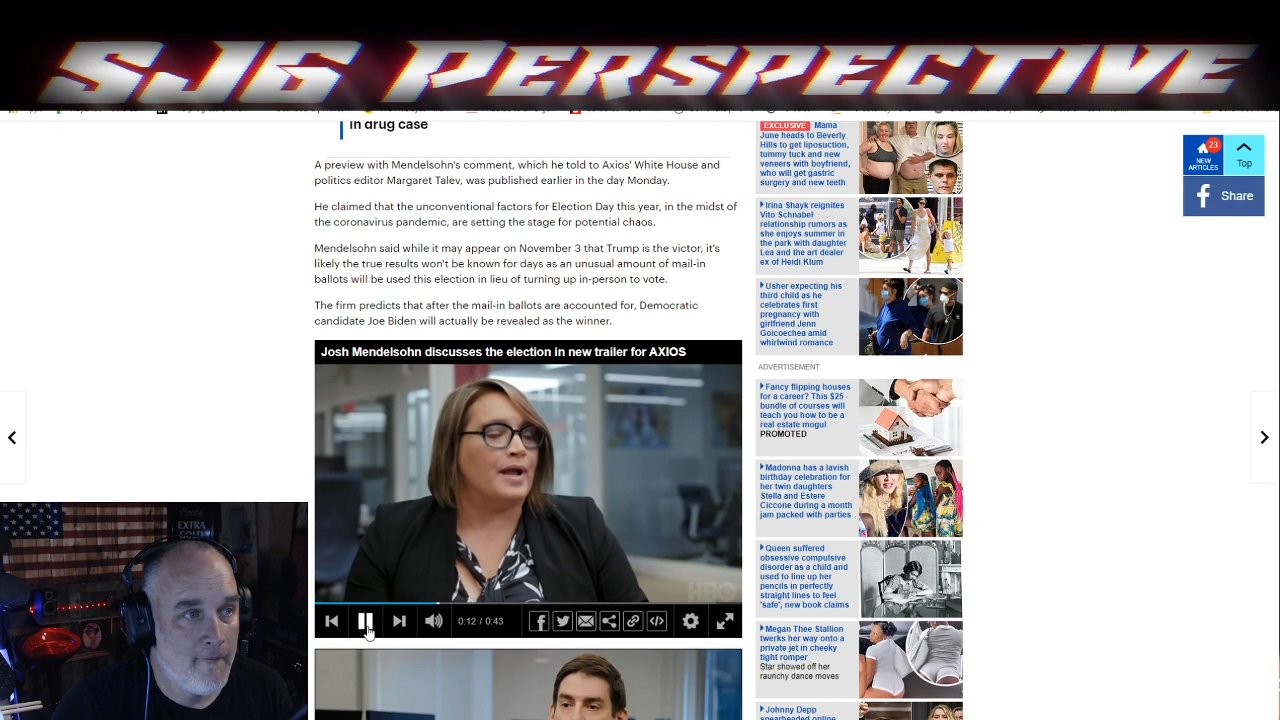 SJG PERSPECTIVE
in drug case
A preview with Mendelsohn's comment, which he told to Axios' White House and
politics editor Margaret Talev, was published earlier in the day Monday.
He claimed that the unconventional factors for Election Day this year, in the midst of
the coronavirus pandemic, are setting the stage for potential chaos.
Mendelsohn said while it may appear on November 3 that Trump is the victor, it's
likely the true results won't be known for days as an unusual amount of mail-in
ballots will be used this election in lieu of turning up in-person to vote.
The firm predicts that after the mail-in ballots are accounted for, Democratic
candidate Joe Biden will actually be revealed as the winner.
Josh Mendelsohn discusses the election in new trailer for AXIOS
HBO
0:12 / 0:43
EXTRA
GOLD
EXCLUSIVE Mama
June heads to Beverly
Hills to get liposuction,
tummy tuck and new
veneers with boyfriend,
who will get gastric
surgery and new teeth
Irina Shayk reignites
Vito Schnabel
relationship rumors as
she enjoys summer in
the park with daughter
Lea and the art dealer
ex of Heidi Klum
Usher expecting his
third child as he
celebrates first
pregnancy with
girlfriend Jenn
Goicoechea amid
whirlwind romance
ADVERTISEMENT
Fancy flipping houses
for a career? This $25
bundle of courses will
teach you how to be a
real estate mogul
PROMOTED
Madonna has a lavish
birthday celebration for
her twin daughters
Stella and Estere
Ciccone during a month
jam packed with parties
Queen suffered
obsessive compulsive
disorder as a child and
used to line up her
pencils in perfectly
straight lines to feel
'safe', new book claims
Megan Thee Stallion
twerks her way onto a
private jet in cheeky
tight romper
Star showed off her
raunchy dance moves
Johnny Depp
spearheaded online
23
NEW
ARTICLES
Top
Share